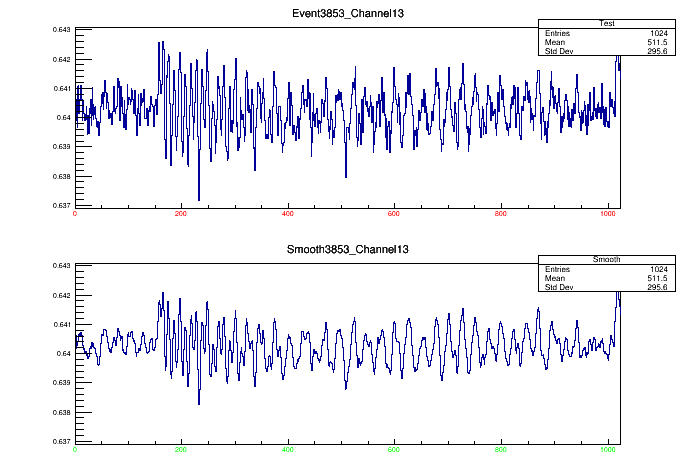 Event3853_Channel13
Test
Entries 1024
Mean 511.5
Std Dev 295.6
0.643
0.642
0.641
0.64
0.639
0.638
0.637
0 200 400 600 800 1000
Smooth3853_Channel13
Smooth
Entries 1024
Mean 511.5
Std Dev 295.6
0.643
0.642
0.641
0.64
0.639
0.638
0.637
0 200 400 600 800 1000